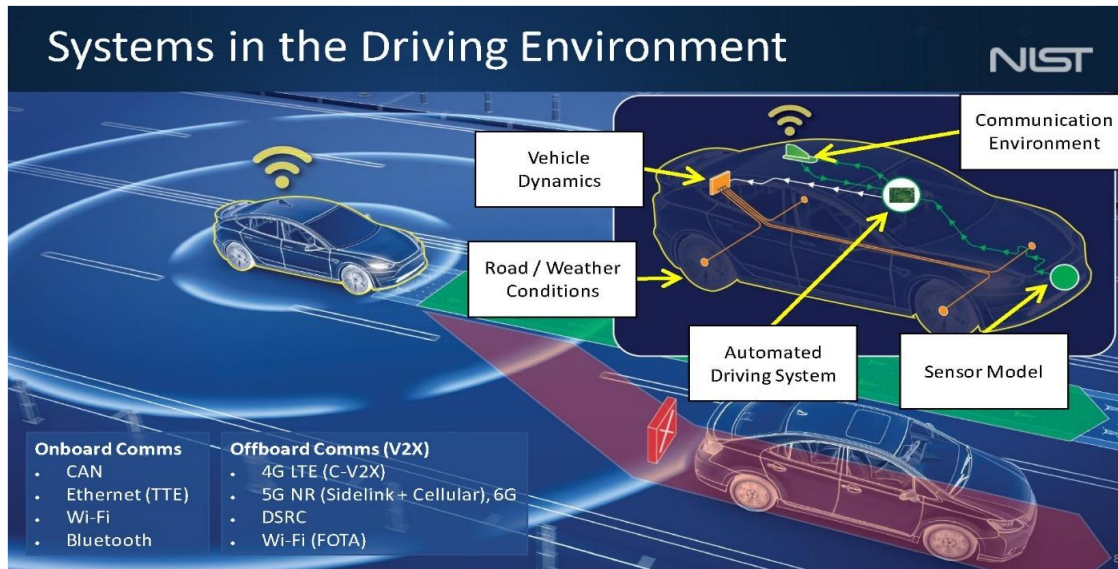 Systems in the Driving Environment
NIST
Communication
Environment
Vehicle
Dynamics
Road / Weather
Conditions
Automated
Driving System
Sensor Model
Onboard Comms
• CAN
• Ethernet (TTE)
• Wi-Fi
• Bluetooth
Offboard Comms (V2X)
• 4G LTE (C-V2X)
• 5G NR (Sidelink + Cellular), 6G
• DSRC
• Wi-Fi (FOTA)